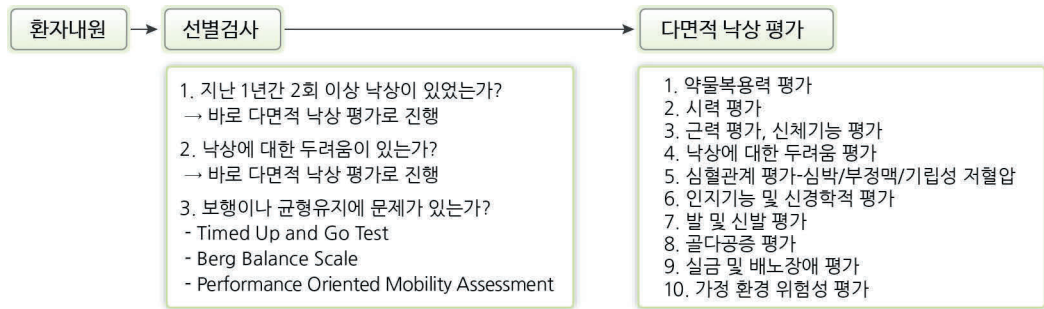 환자내원
선별검사
다면적 낙상 평가
1. 지난 1년간 2회 이상 낙상이 있었는가?
→ 바로 다면적 낙상 평가로 진행
2. 낙상에 대한 두려움이 있는가?
→ 바로 다면적 낙상 평가로 진행
3. 보행이나 균형유지에 문제가 있는가?
- Timed Up and Go Test
- Berg Balance Scale
- Performance Oriented Mobility Assessment
1. 약물복용력 평가
2. 시력 평가
3. 근력 평가, 신체기능 평가
4. 낙상에 대한 두려움 평가
5. 심혈관계 평가-심박/부정맥/기립성 저혈압
6. 인지기능 및 신경학적 평가
7. 발 및 신발 평가
8. 골다공증 평가
9. 실금 및 배뇨장애 평가
10. 가정 환경 위험성 평가